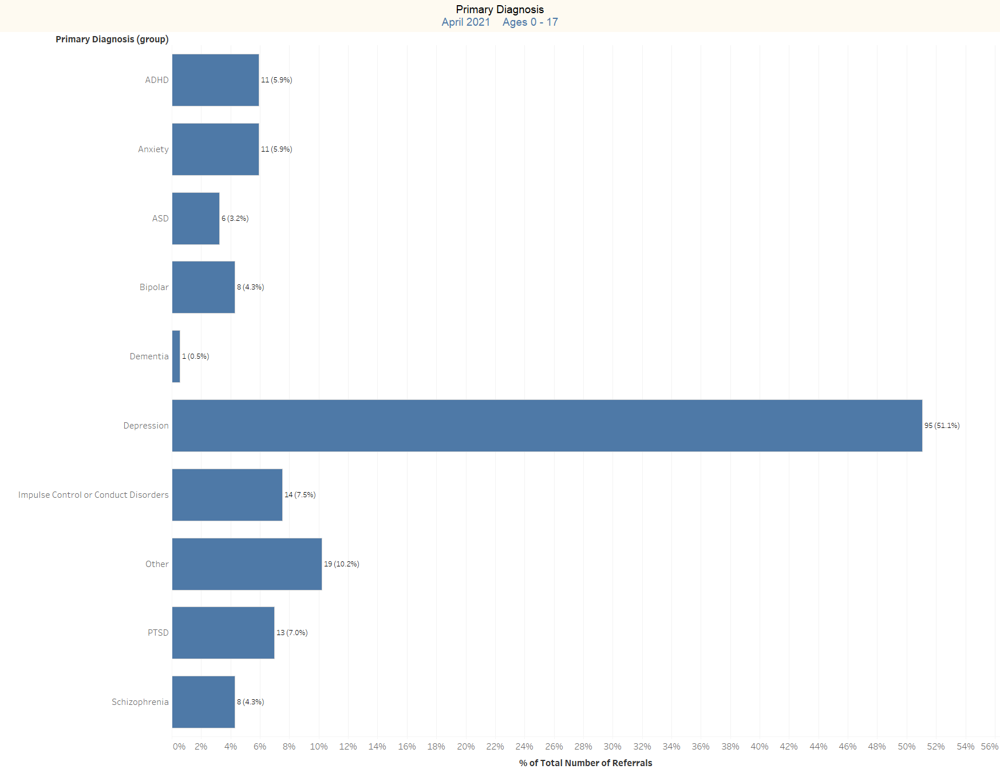 Primary Diagnosis
April 2021 Ages 0 - 17
Primary Diagnosis (group)
ADHD 11 (5.9%)
Anxiety 11 (5.9%)
ASD 6 (3.2%)
Bipolar 8 (4.3%)
Dementia 1 (0.5%)
Depression 95 (51.1%)
Impulse Control or Conduct Disorders 14 (7.5%)
Other 19 (10.2%)
PTSD 13 (7.0%)
Schizophrenia 8 (4.3%)
0% 2% 4% 6% 8% 10% 12% 14% 16% 18% 20% 22% 24% 26% 28% 30% 32% 34% 36% 38% 40% 42% 44% 46% 48% 50% 52% 54% 56%
% of Total Number of Referrals